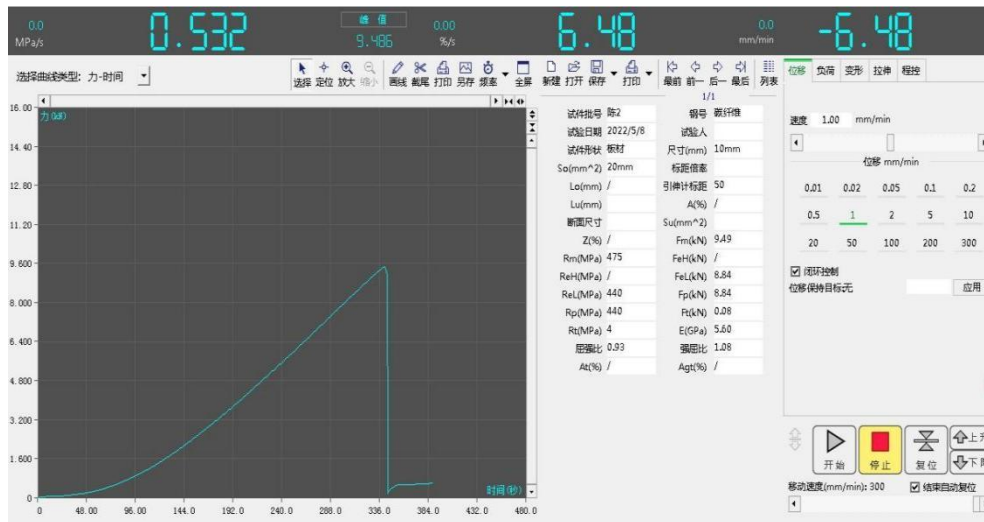 0.0
MPa/s
0.532
峰 值
9.486
0.00
%/s
6.48
0.0
mm/min
-6.48
选择曲线类型: 力-时间
选择 定位 放大 缩小 画线 截尾 打印 另存 频率 全屏
新建 打开 保存 打印 最前 前一 后一 最后 列表
位移 负荷 变形 拉伸 程控
1/1
力(kN)
16.00
14.40
12.80
11.20
9.600
8.000
6.400
4.800
3.200
1.600
0
0 48.00 96.00 144.0 192.0 240.0 288.0 336.0 384.0 432.0 480.0
时间(秒)
试件批号 陈2 钢号 碳纤维
试验日期 2022/5/8 试验人
试件形状 板材 尺寸(mm) 10mm
So(mm^2) 20mm 标距倍率
Lo(mm) / 引伸计标距 50
Lu(mm) A(%) /
断面尺寸 Su(mm^2)
Z(%) / Fm(kN) 9.49
Rm(MPa) 475 FeH(kN) /
ReH(MPa) / FeL(kN) 8.84
ReL(MPa) 440 Fp(kN) 8.84
Rp(MPa) 440 Ft(kN) 0.08
Rt(MPa) 4 E(GPa) 5.60
屈强比 0.93 强屈比 1.08
At(%) / Agt(%) /
速度 1.00 mm/min
位移 mm/min
0.01 0.02 0.05 0.1 0.2
0.5 1 2 5 10
20 50 100 200 300
闭环控制
位移保持目标:无 应用
开始 停止 复位 上升
下降
移动速度(mm/min): 300 结束自动复位